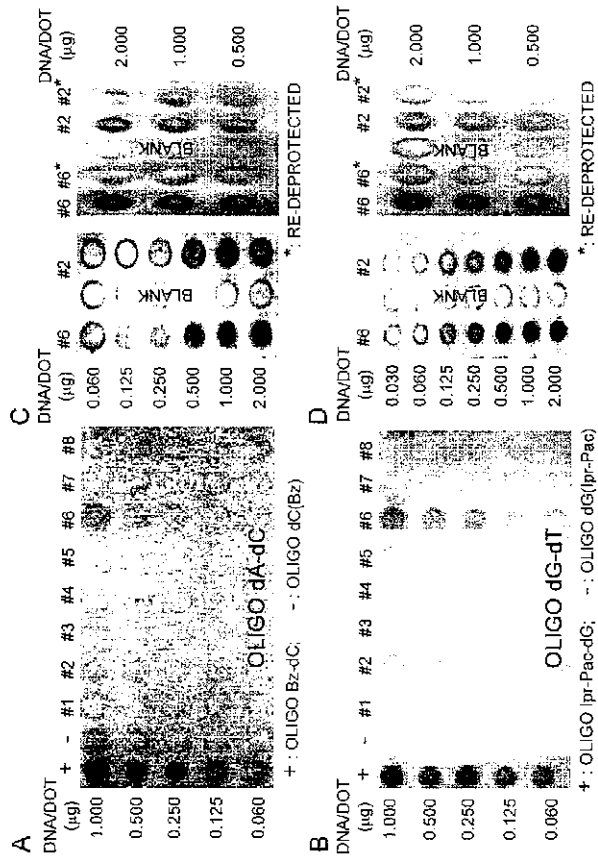 A
DNA/DOT + - #1 #2 #3 #4 #5 #6 #7 #8
(µg)
1.000
0.500
0.250
0.125
0.060
OLIGO dA-dC
+ : OLIGO Bz-dC; - : OLIGO dC(Bz)
C
DNA/DOT #6 #2
(µg)
0.060
0.125
0.250
0.500
1.000
2.000
BLANK
#6 #6* #2 #2* DNA/DOT
(µg)
2.000
1.000
0.500
BLANK
*: RE-DEPROTECTED
B
DNA/DOT + - #1 #2 #3 #4 #5 #6 #7 #8
(µg)
1.000
0.500
0.250
0.125
0.060
OLIGO dG-dT
+ : OLIGO Ipr-Pac-dG; - : OLIGO dG(Ipr-Pac)
D
DNA/DOT #6 #2
(µg)
0.030
0.060
0.125
0.250
0.500
1.000
2.000
BLANK
#6 #6* #2 #2* DNA/DOT
(µg)
2.000
1.000
0.500
BLANK
*: RE-DEPROTECTED